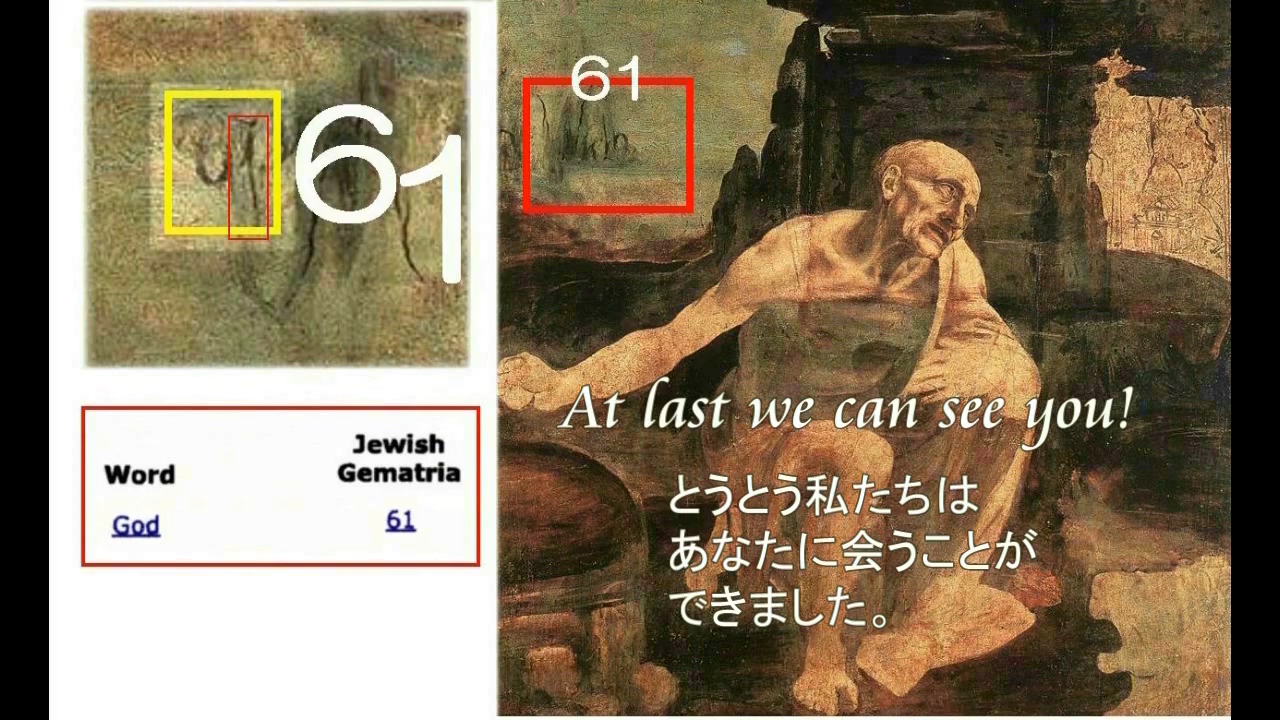 61
61
Word
Jewish
Gematria
God
61
At last we can see you!
とうとう私たちは
あなたに会うことが
できました。